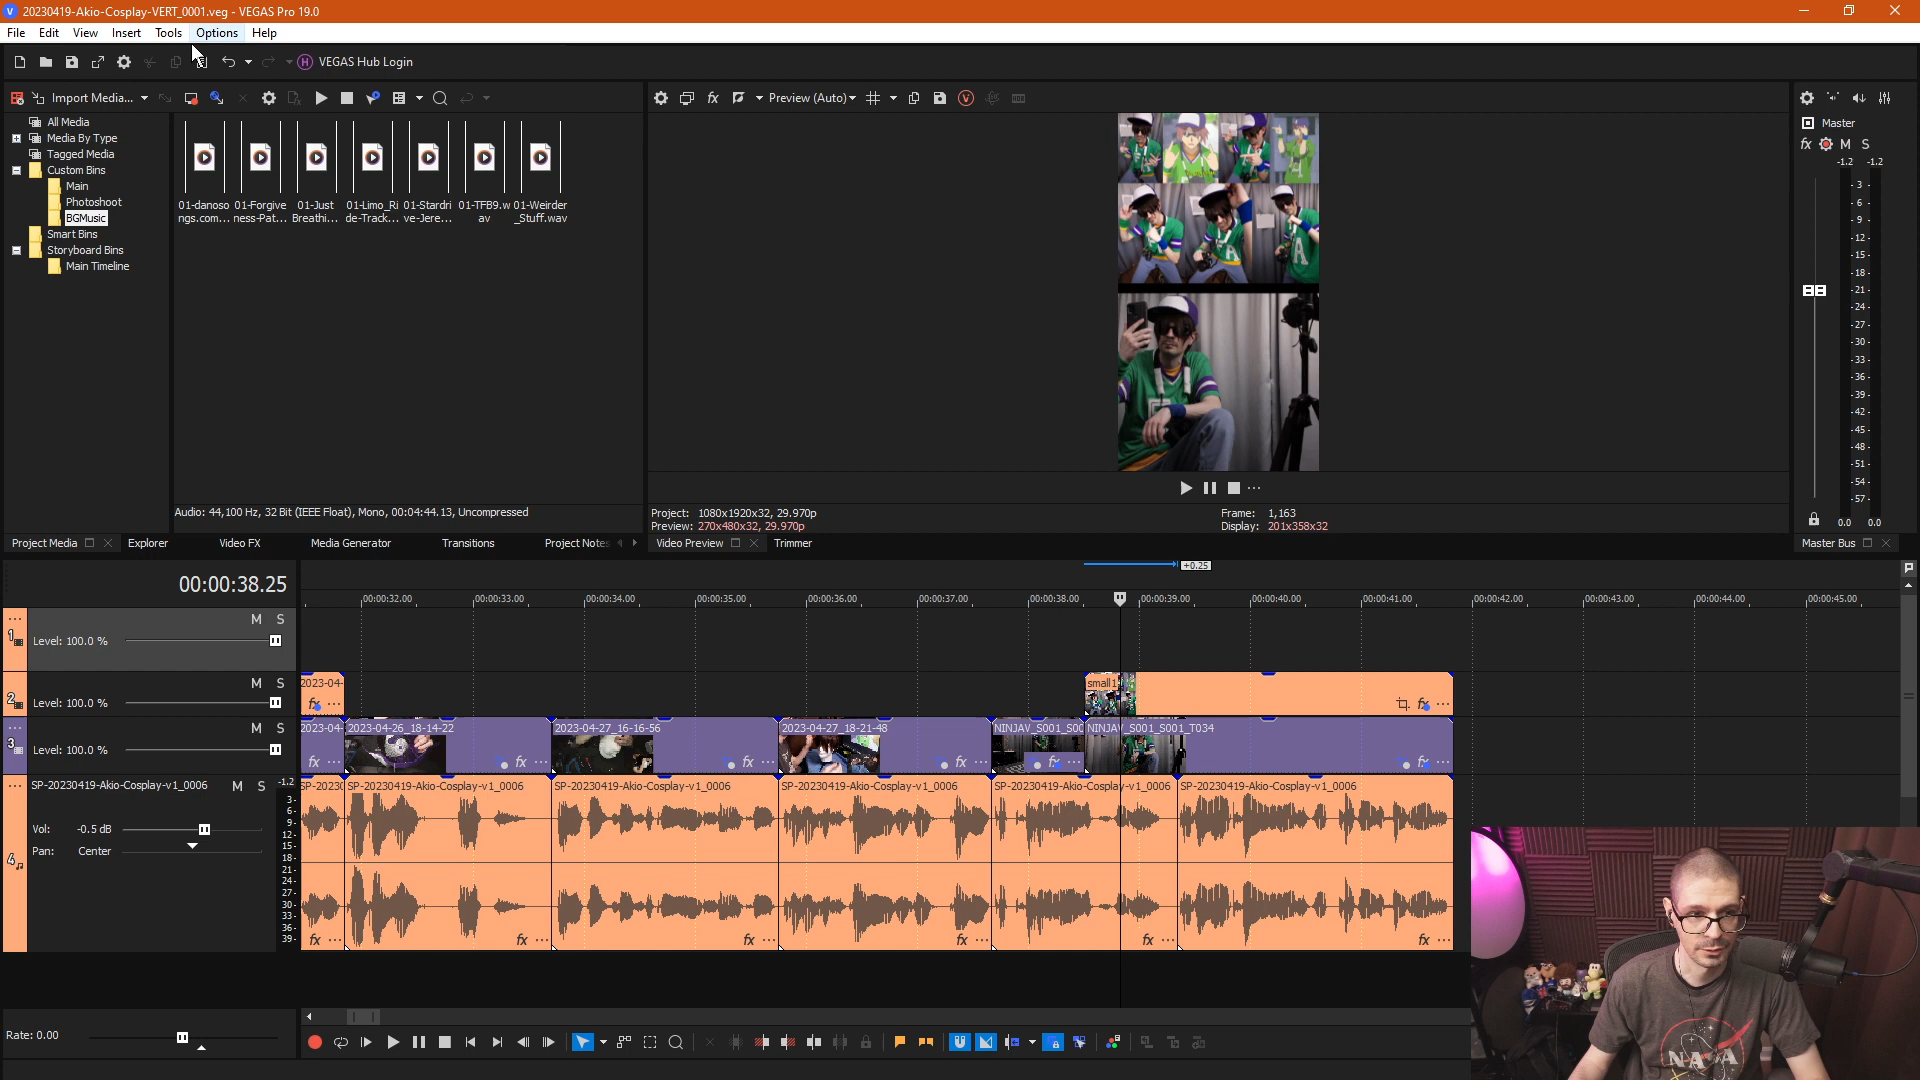 20230419-Akio-Cosplay-VERT_0001.veg - VEGAS Pro 19.0
File Edit View Insert Tools Options Help
VEGAS Hub Login
Import Media...
Preview (Auto)
All Media
Media By Type
Tagged Media
Custom Bins
Main
Photoshoot
BGMusic
Smart Bins
Storyboard Bins
Main Timeline
01-danoso ngs.com...
01-Forgive ness-Pat...
01-Just Breathi...
01-Limo_Ri de-Track...
01-Stardri ve-Jere...
01-TFB9.w av
01-Weirder _Stuff.wav
Audio: 44,100 Hz, 32 Bit (IEEE Float), Mono, 00:04:44.13, Uncompressed
Project: 1080x1920x32, 29.970p
Preview: 270x480x32, 29.970p
Frame: 1,163
Display: 201x358x32
Master
fx M S
-1.2 -1.2
-3-
-6-
-9-
-12-
-15-
-18-
-21-
-24-
-27-
-30-
-33-
-36-
-39-
-42-
-45-
-48-
-51-
-54-
-57-
0.0 0.0
Project Media Explorer Video FX Media Generator Transitions Project Notes Video Preview Trimmer Master Bus
+0.25
00:00:38.25
00:00:32.00 00:00:33.00 00:00:34.00 00:00:35.00 00:00:36.00 00:00:37.00 00:00:38.00 00:00:39.00 00:00:40.00 00:00:41.00 00:00:42.00 00:00:43.00 00:00:44.00 00:00:45.00
1 M S
Level: 100.0 %
2 M S
Level: 100.0 %
2023-04-
small1
3 M S
Level: 100.0 %
2023-04- 2023-04-26_18-14-22 2023-04-27_16-16-56 2023-04-27_18-21-48 NINJAV_S001_S00 NINJAV_S001_S001_T034
SP-20230419-Akio-Cosplay-v1_0006 M S
-1.2
SP-2023 SP-20230419-Akio-Cosplay-v1_0006 SP-20230419-Akio-Cosplay-v1_0006 SP-20230419-Akio-Cosplay-v1_0006 SP-20230419-Akio-Cosplay-v1_0006 SP-20230419-Akio-Cosplay-v1_0006
Vol: -0.5 dB
Pan: Center
4
3-
6-
9-
12-
15-
18-
21-
24-
27-
30-
33-
36-
39-
Rate: 0.00
NASA